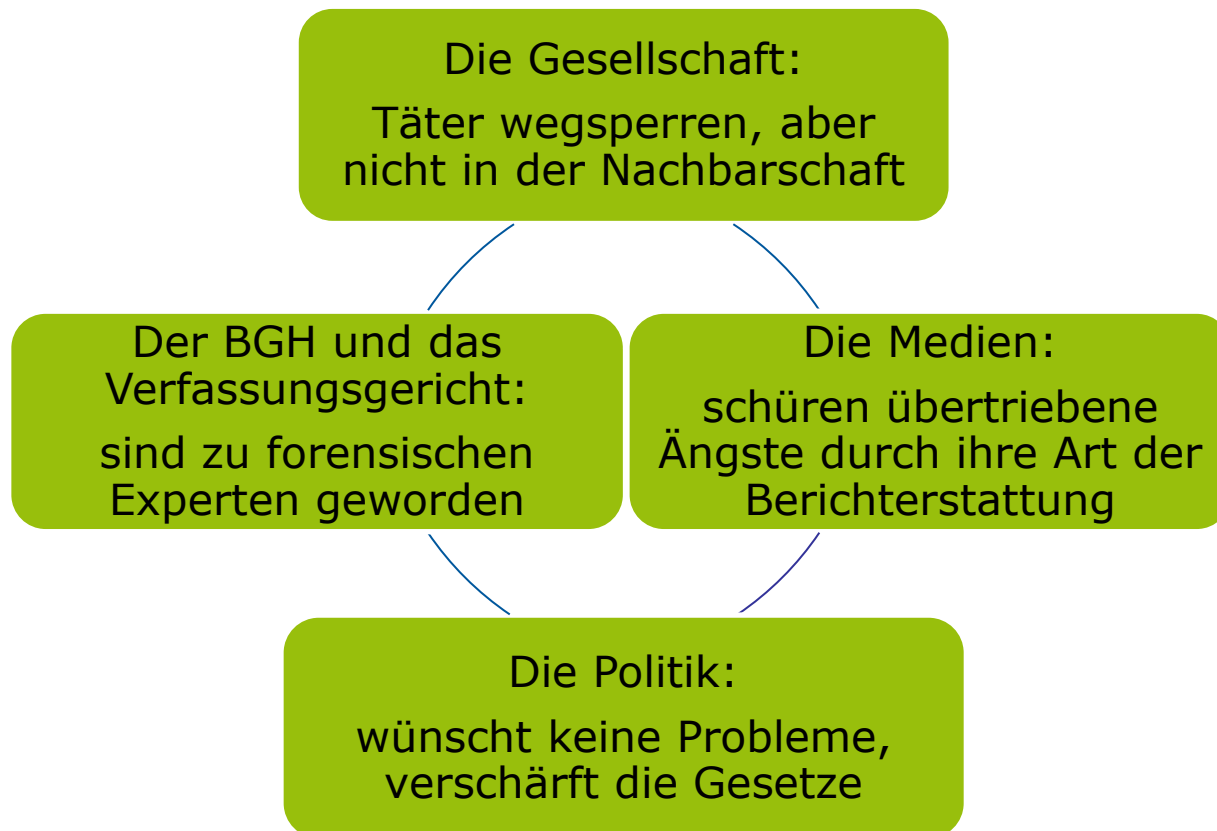 Die Gesellschaft:
Täter wegsperren, aber
nicht in der Nachbarschaft
Der BGH und das
Verfassungsgericht:
sind zu forensischen
Experten geworden
Die Medien:
schüren übertriebene
Ängste durch ihre Art der
Berichterstattung
Die Politik:
wünscht keine Probleme,
verschärft die Gesetze